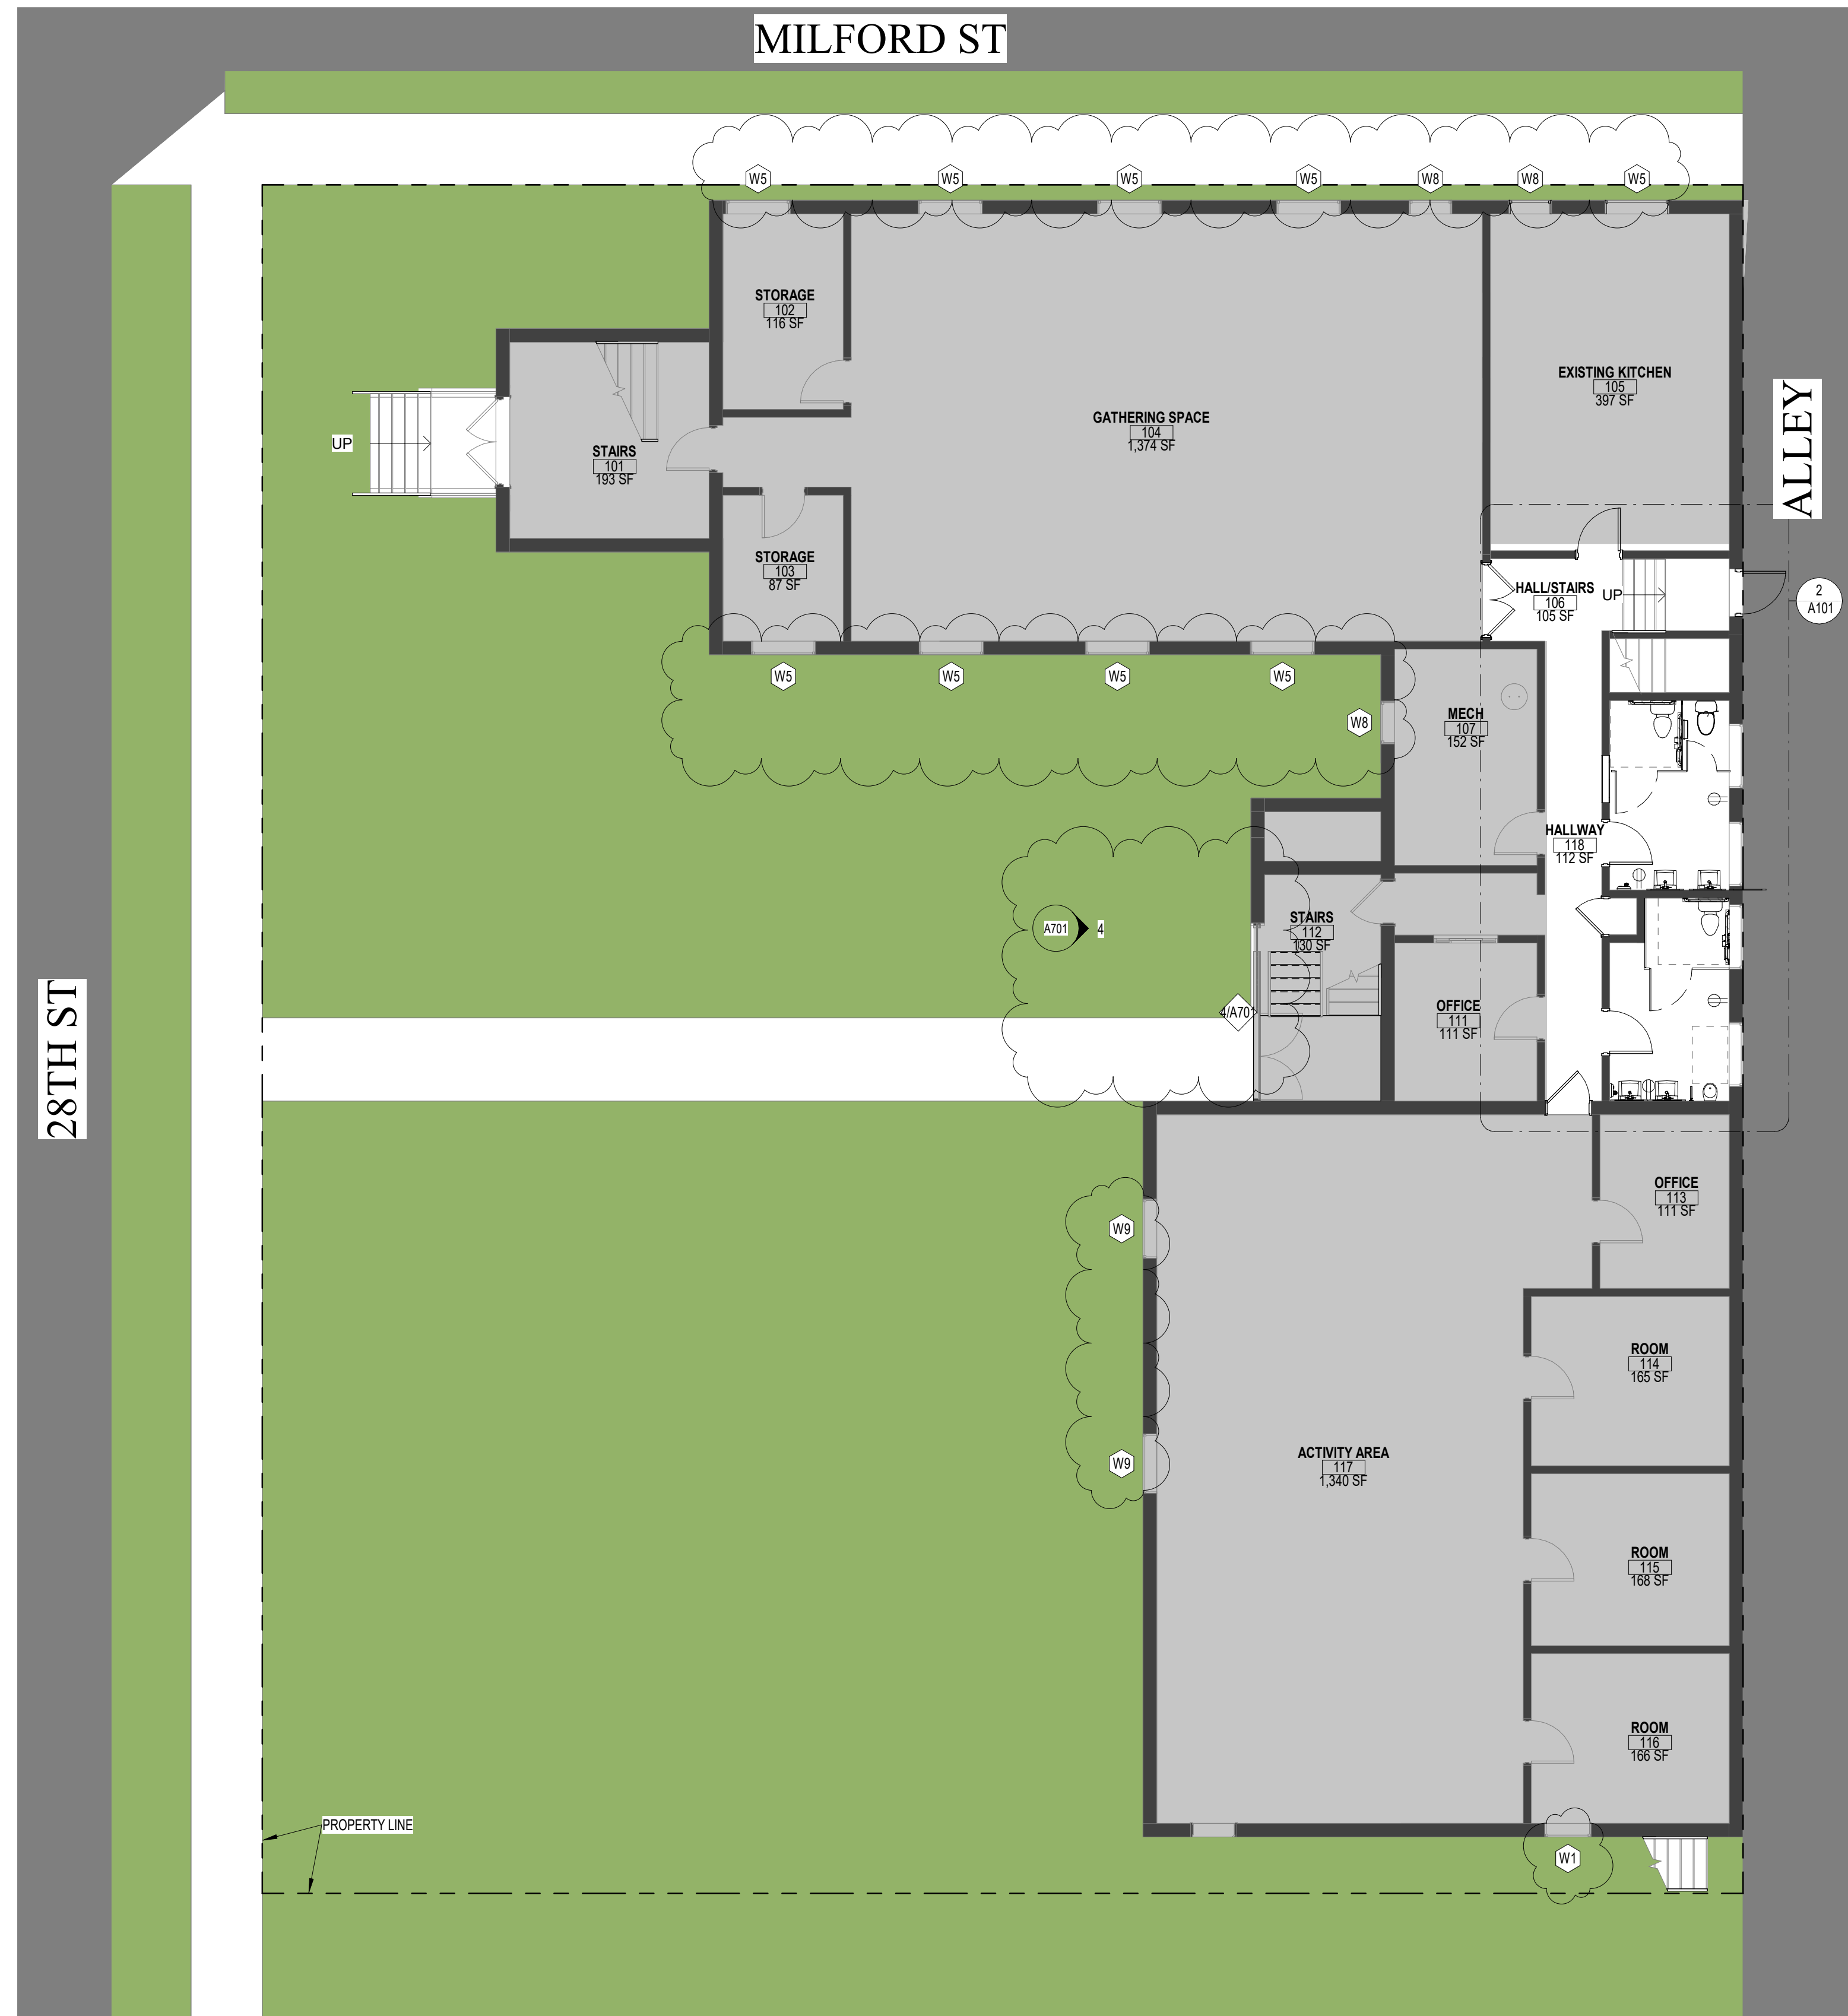 MILFORD ST
W5
W5
W5
W5
W8
W8
W5
STORAGE
102
116 SF
EXISTING KITCHEN
105
397 SF
ALLEY
GATHERING SPACE
104
1,374 SF
UP
STAIRS
101
193 SF
STORAGE
103
87 SF
HALL/STAIRS
106
105 SF
UP
2
A101
W5
W5
W5
W5
W8
MECH
107
152 SF
HALLWAY
118
112 SF
A701
4
STAIRS
112
130 SF
4/A701
OFFICE
111
111 SF
28TH ST
OFFICE
113
111 SF
W9
ROOM
114
165 SF
ACTIVITY AREA
117
1,340 SF
W9
ROOM
115
168 SF
ROOM
116
166 SF
PROPERTY LINE
W1